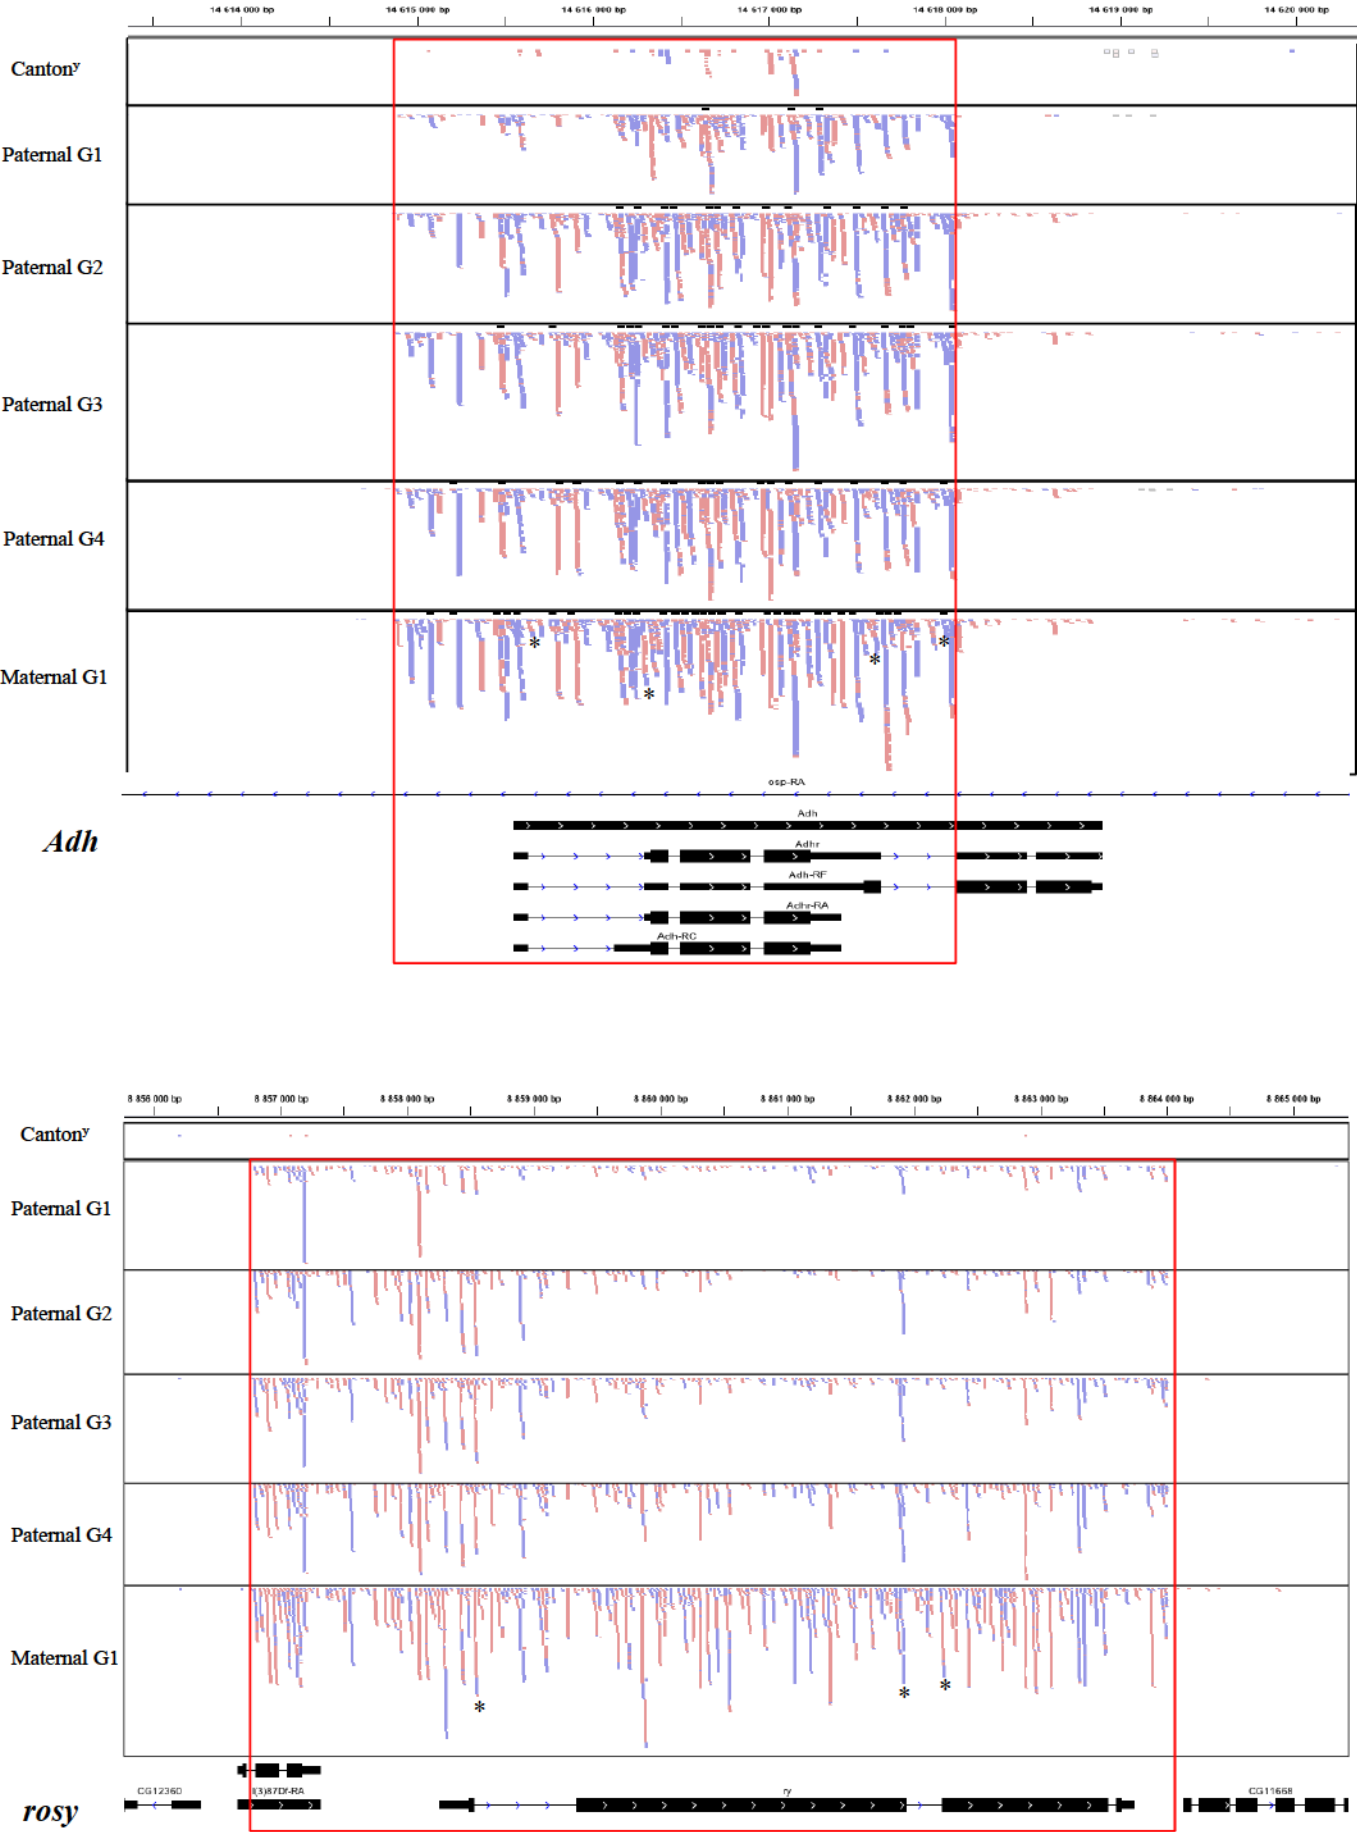 14 614 000 bp 14 615 000 bp 14 616 000 bp 14 617 000 bp 14 618 000 bp 14 619 000 bp 14 620 000 bp
Cantonʸ
Paternal G1
Paternal G2
Paternal G3
Paternal G4
Maternal G1
* * * *
osp-RA
Adh
Adh
Adhr
Adh-RF
Adhr-RA
Adh-RC
8 856 000 bp 8 857 000 bp 8 858 000 bp 8 859 000 bp 8 860 000 bp 8 861 000 bp 8 862 000 bp 8 863 000 bp 8 864 000 bp 8 865 000 bp
Cantonʸ
Paternal G1
Paternal G2
Paternal G3
Paternal G4
Maternal G1
* * *
CG12360 l(3)87Df-RA ry CG11668
rosy